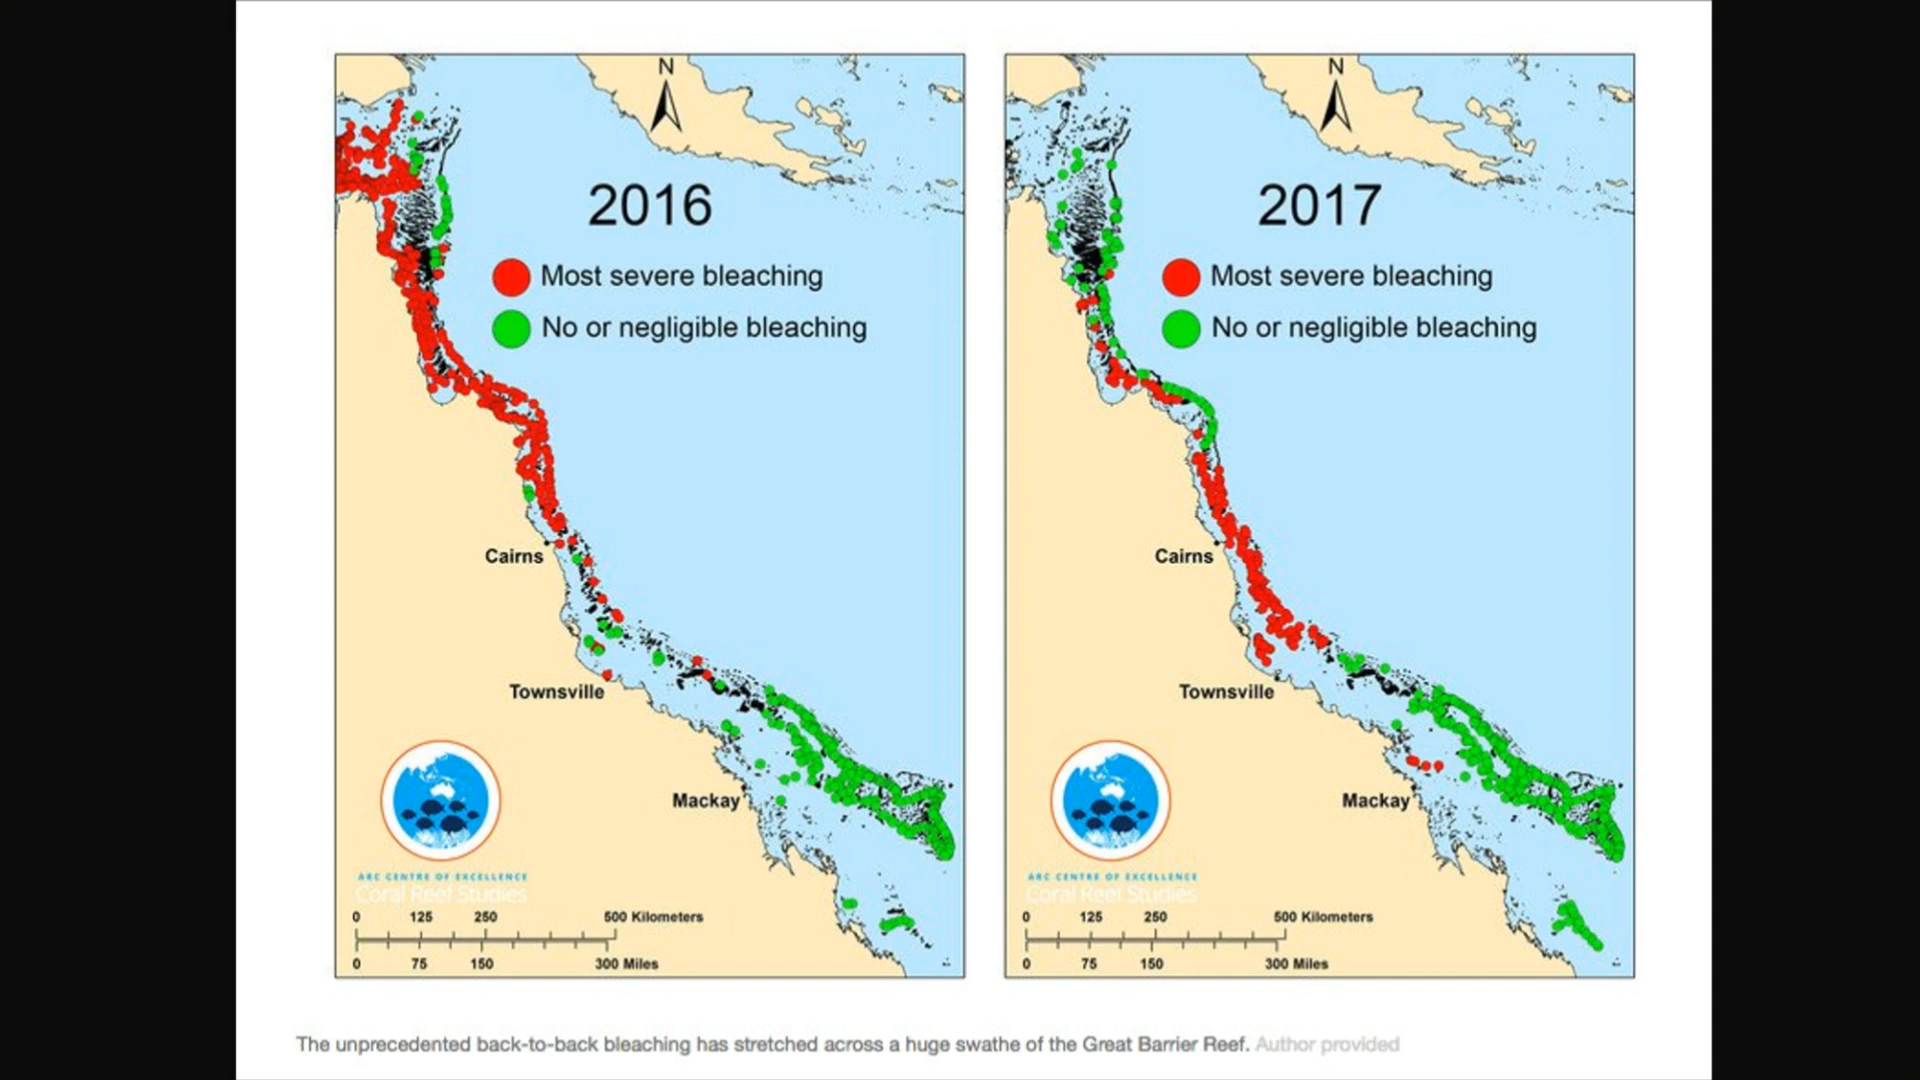 N
2016
Most severe bleaching
No or negligible bleaching
Cairns
Townsville
Mackay
ARC CENTRE OF EXCELLENCE
Coral Reef Studies
0 125 250 500 Kilometers
0 75 150 300 Miles
N
2017
Most severe bleaching
No or negligible bleaching
Cairns
Townsville
Mackay
ARC CENTRE OF EXCELLENCE
Coral Reef Studies
0 125 250 500 Kilometers
0 75 150 300 Miles
The unprecedented back-to-back bleaching has stretched across a huge swathe of the Great Barrier Reef. Author provided